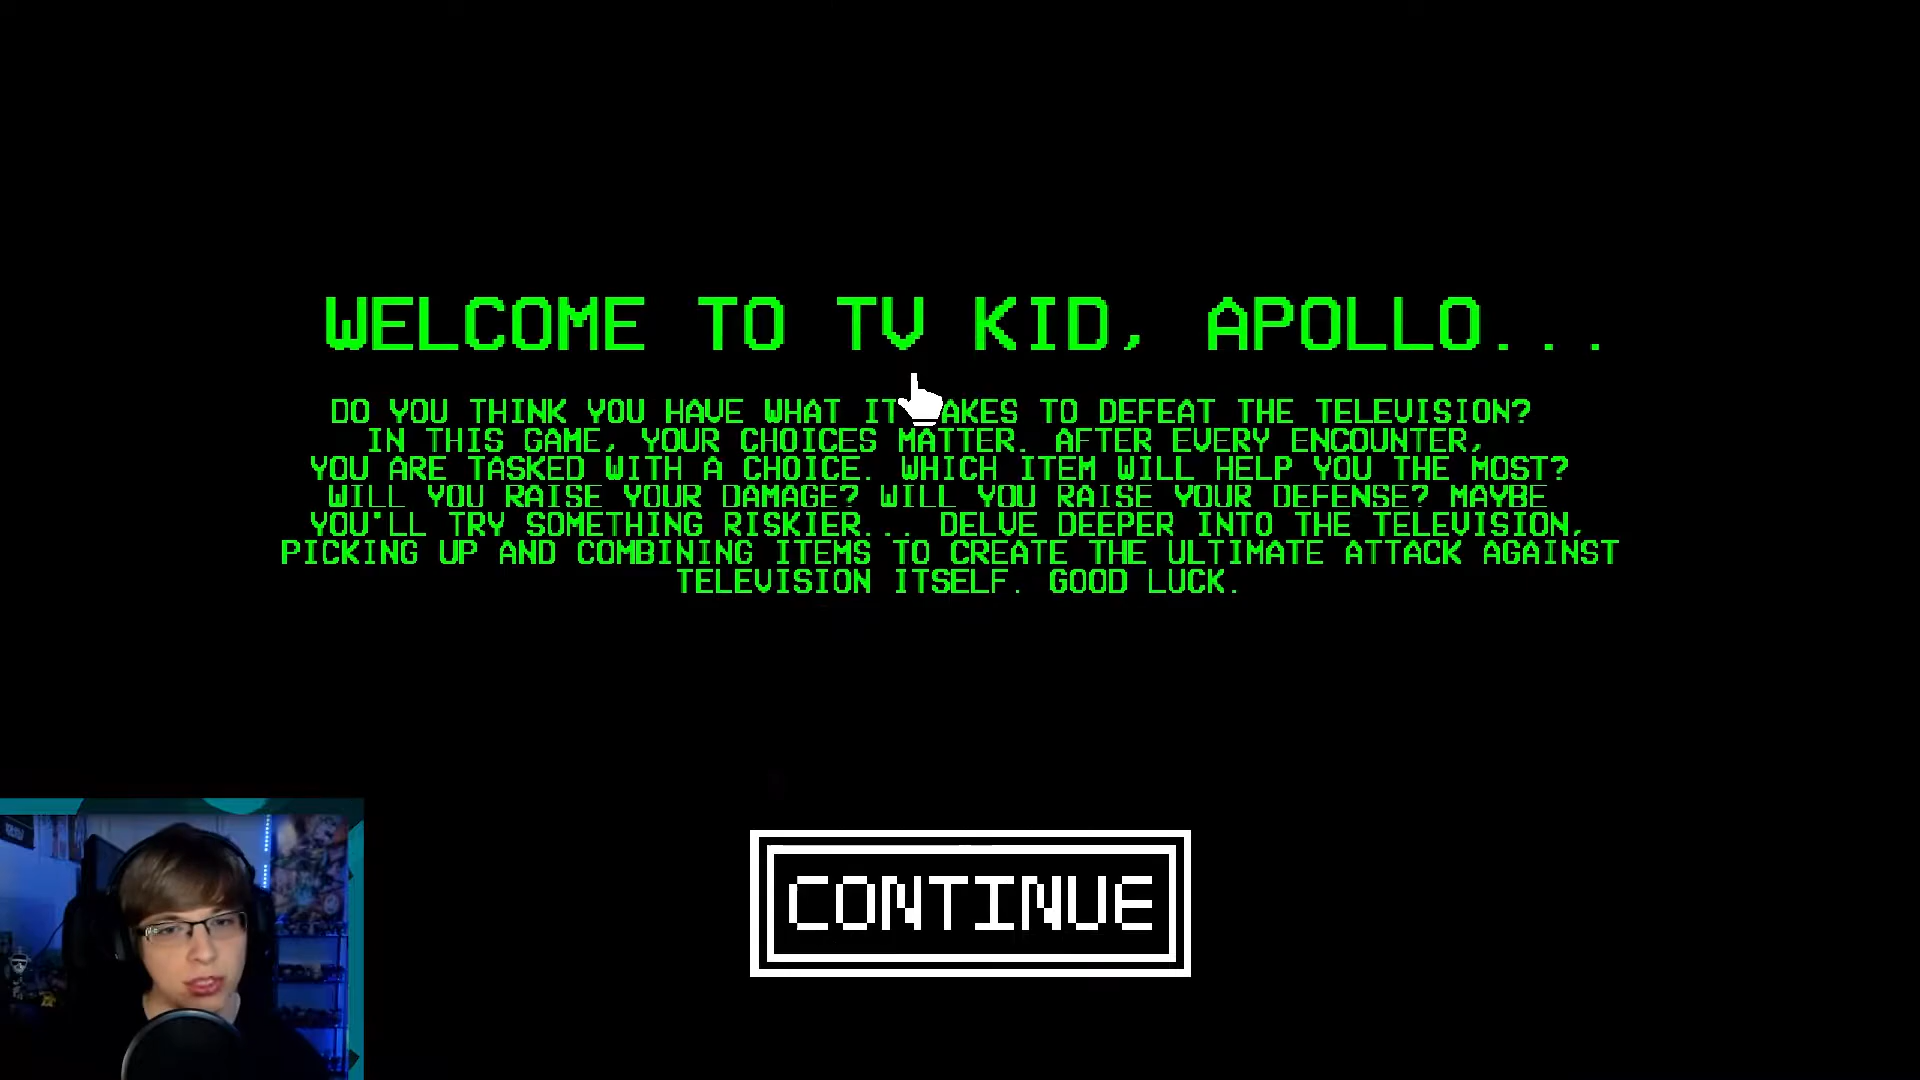 WELCOME TO TV KID, APOLLO...
DO YOU THINK YOU HAVE WHAT IT AKES TO DEFEAT THE TELEVISION?
IN THIS GAME, YOUR CHOICES MATTER. AFTER EVERY ENCOUNTER,
YOU ARE TASKED WITH A CHOICE. WHICH ITEM WILL HELP YOU THE MOST?
WILL YOU RAISE YOUR DAMAGE? WILL YOU RAISE YOUR DEFENSE? MAYBE
YOU'LL TRY SOMETHING RISKIER... DELVE DEEPER INTO THE TELEVISION,
PICKING UP AND COMBINING ITEMS TO CREATE THE ULTIMATE ATTACK AGAINST
TELEVISION ITSELF. GOOD LUCK.
CONTINUE